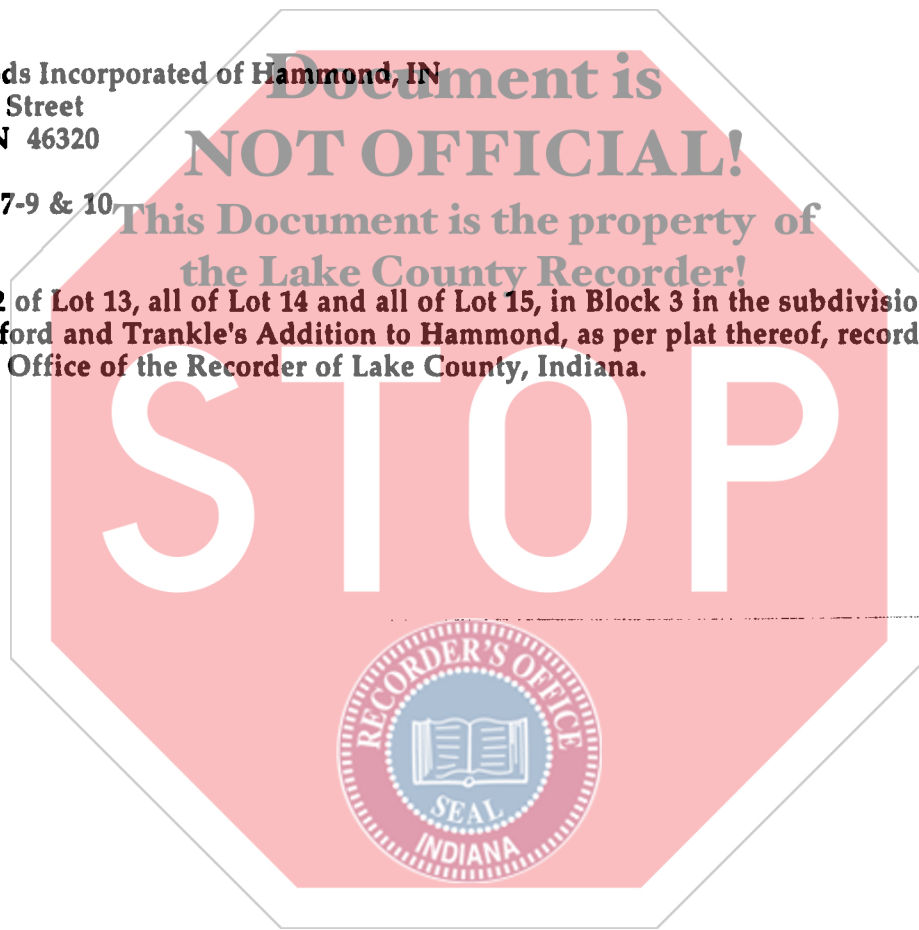 ds Incorporated of Hammond, IN
Document is
Street
N 46320
NOT OFFICIAL!
7-9 & 10
This Document is the property of
the Lake County Recorder!
2 of Lot 13, all of Lot 14 and all of Lot 15, in Block 3 in the subdivisio
ford and Trankle's Addition to Hammond, as per plat thereof, record
Office of the Recorder of Lake County, Indiana.
STOP
RECORDER'S OFFICE
SEAL
INDIANA